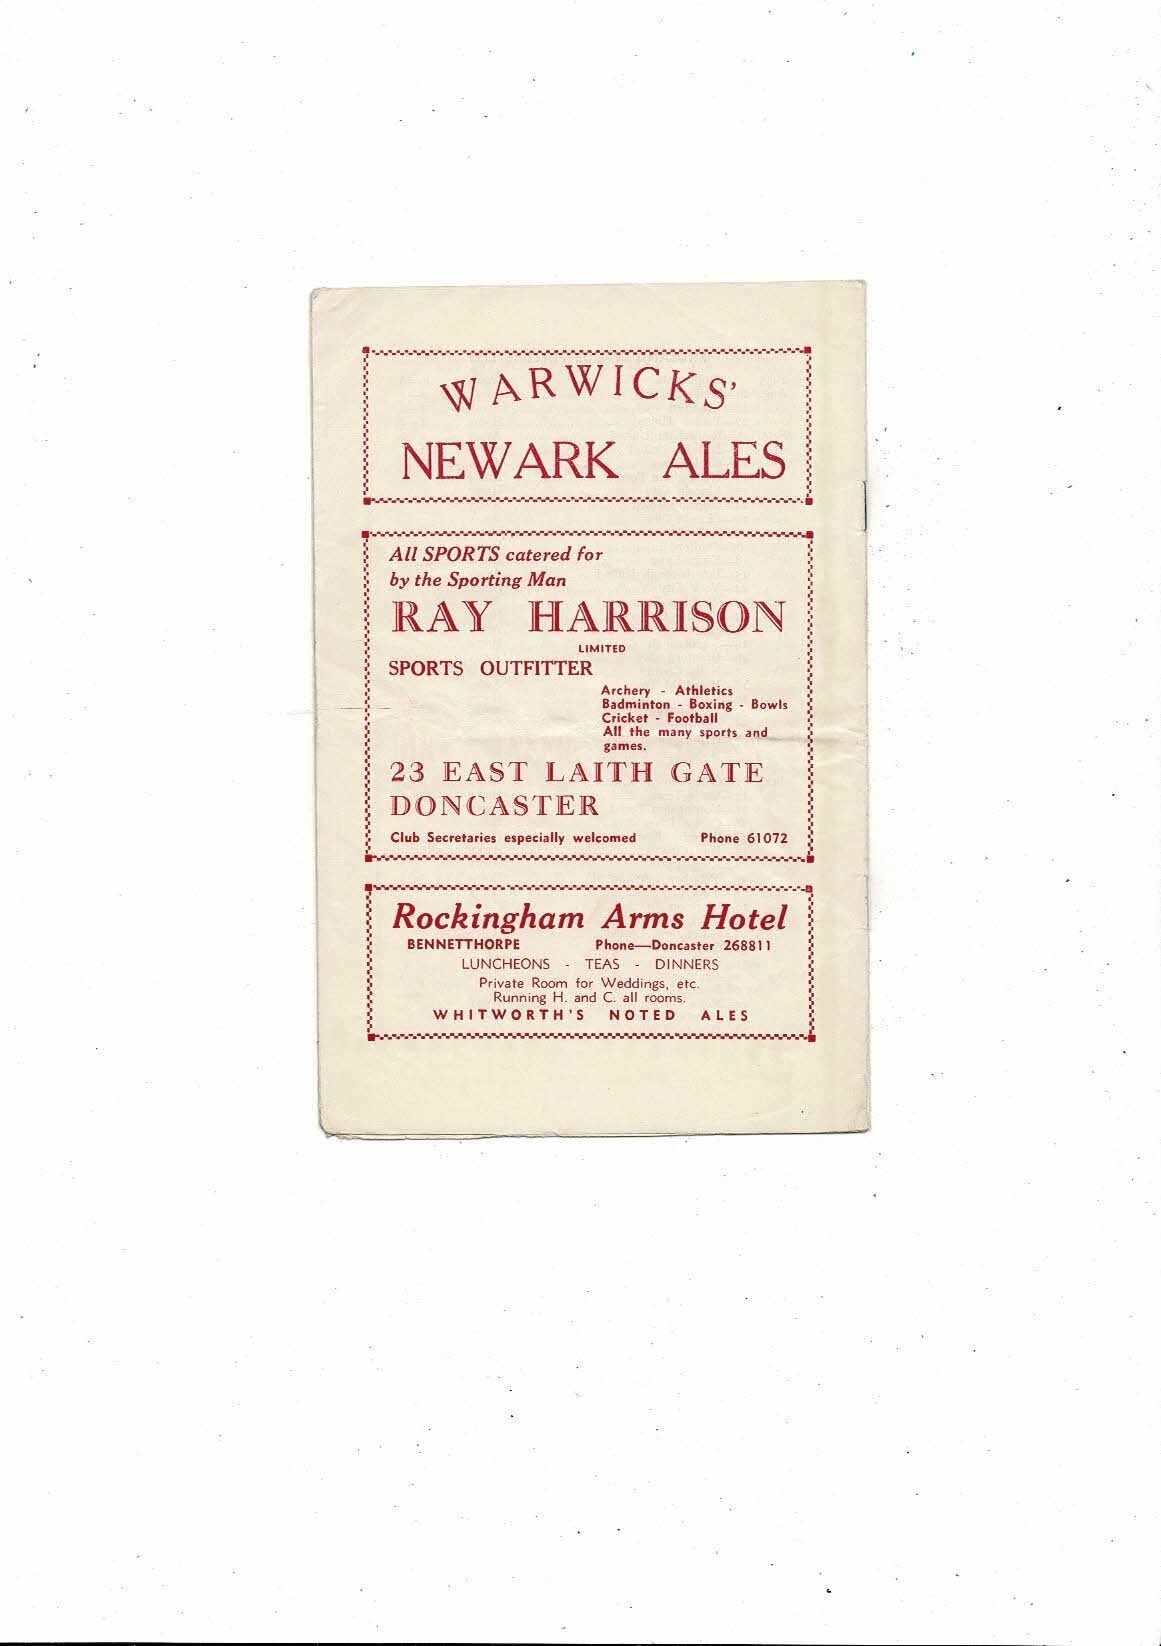 WARWICKS'
NEWARK ALES
All SPORTS catered for
by the Sporting Man
RAY HARRISON
LIMITED
SPORTS OUTFITTER
Archery - Athletics
Badminton - Boxing - Bowls
Cricket - Football
All the many sports and
games.
23 EAST LAITH GATE
DONCASTER
Club Secretaries especially welcomed Phone 61072
Rockingham Arms Hotel
BENNETTHORPE Phone—Doncaster 268811
LUNCHEONS - TEAS - DINNERS
Private Room for Weddings, etc.
Running H. and C. all rooms.
WHITWORTH'S NOTED ALES